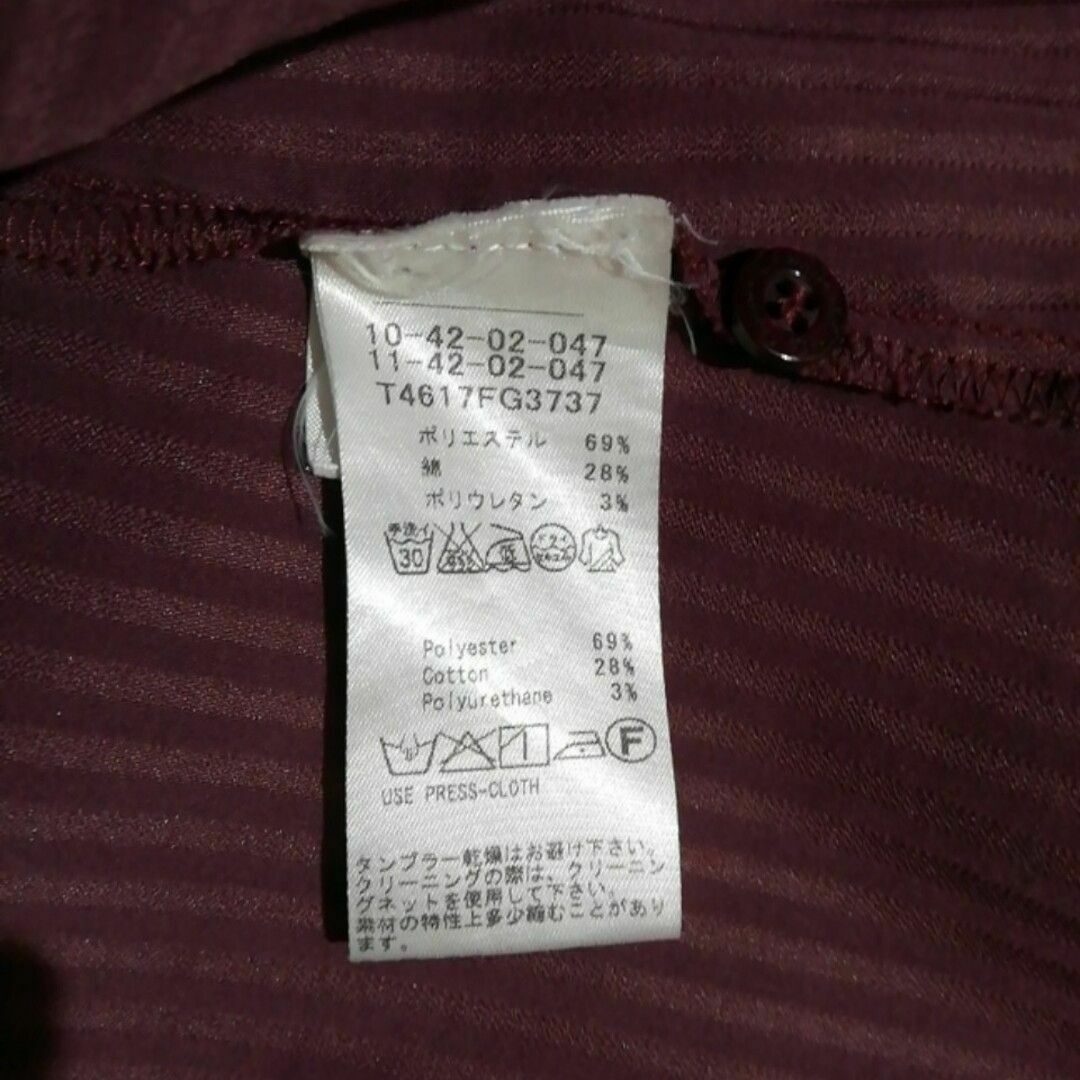 10-42-02-047
11-42-02-047
T4617FG3737
ポリエステル 69%
綿 28%
ポリウレタン 3%
手洗イ
30
Polyester 69%
Cotton 28%
Polyurethane 3%
F
USE PRESS-CLOTH
タンブラー乾燥はお避け下さい。
クリーニングの際は、クリーニン
グネットを使用して下さい。
素材の特性上多少縮むことがあり
ます。